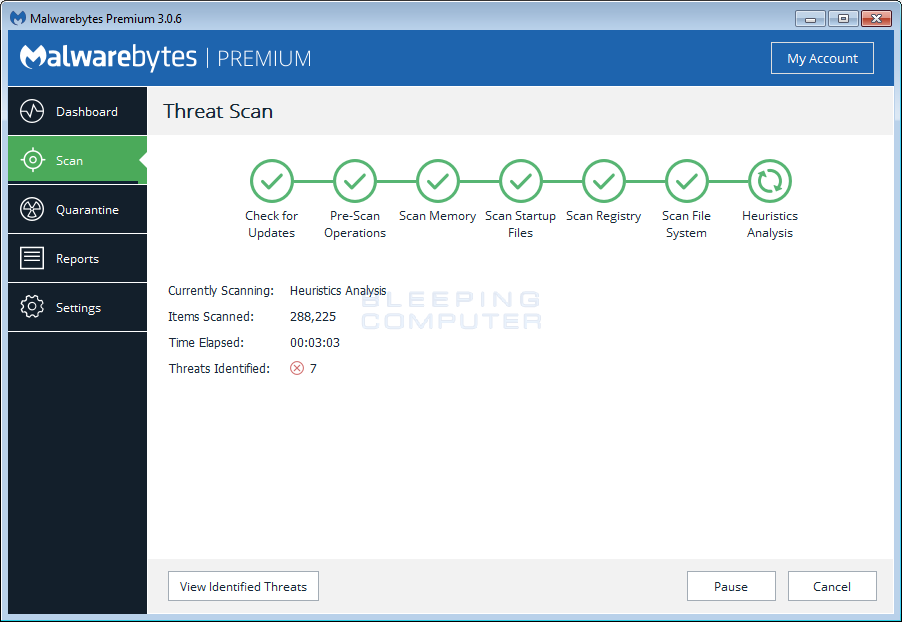 Malwarebytes Premium 3.0.6
Malwarebytes | PREMIUM
My Account
Dashboard
Scan
Quarantine
Reports
Settings
Threat Scan
Check for
Updates
Pre-Scan
Operations
Scan Memory
Scan Startup
Files
Scan Registry
Scan File
System
Heuristics
Analysis
Currently Scanning: Heuristics Analysis
Items Scanned: 288,225
Time Elapsed: 00:03:03
Threats Identified: 7
BLEEPING
COMPUTER
View Identified Threats
Pause
Cancel